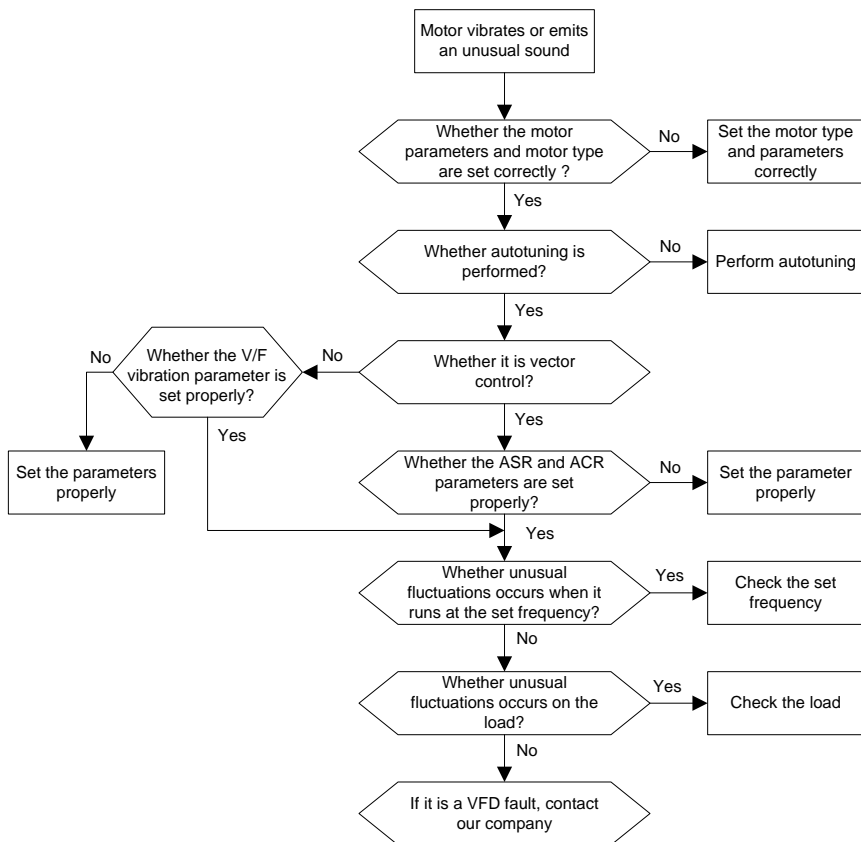 Motor vibrates or emits
an unusual sound
Whether the motor
parameters and motor type
are set correctly ?
No
Set the motor type
and parameters
correctly
Yes
Whether autotuning is
performed?
No
Perform autotuning
Yes
Whether it is vector
control?
No
Whether the V/F
vibration parameter is
set properly?
No
Set the parameters
properly
Yes
Yes
Whether the ASR and ACR
parameters are set
properly?
No
Set the parameter
properly
Yes
Whether unusual
fluctuations occurs when it
runs at the set frequency?
Yes
Check the set
frequency
No
Whether unusual
fluctuations occurs on the
load?
Yes
Check the load
No
If it is a VFD fault, contact
our company